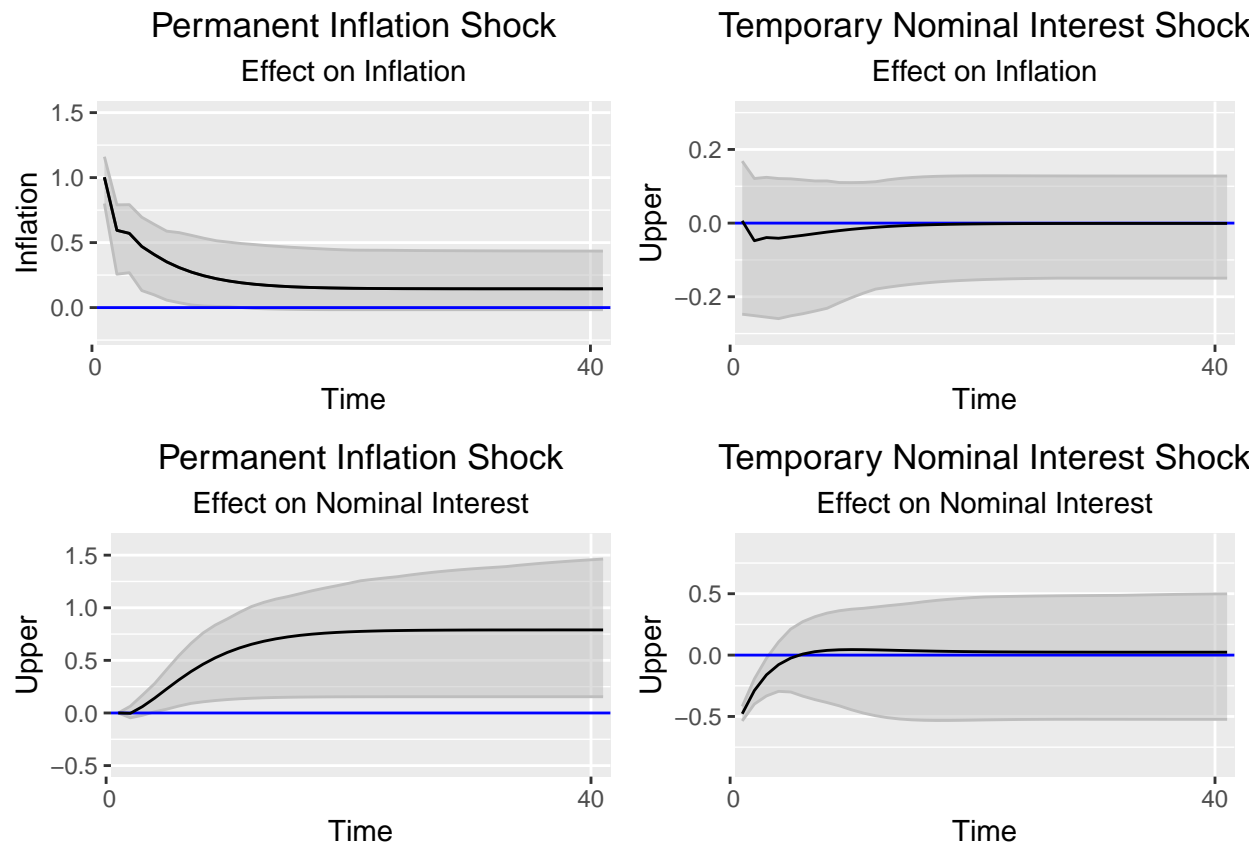 Permanent Inflation Shock
Effect on Inflation
1.5
1.0
0.5
0.0
Inflation
0
40
Time
Temporary Nominal Interest Shock
Effect on Inflation
0.2
0.0
−0.2
Upper
0
40
Time
Permanent Inflation Shock
Effect on Nominal Interest
1.5
1.0
0.5
0.0
−0.5
Upper
0
40
Time
Temporary Nominal Interest Shock
Effect on Nominal Interest
0.5
0.0
−0.5
Upper
0
40
Time